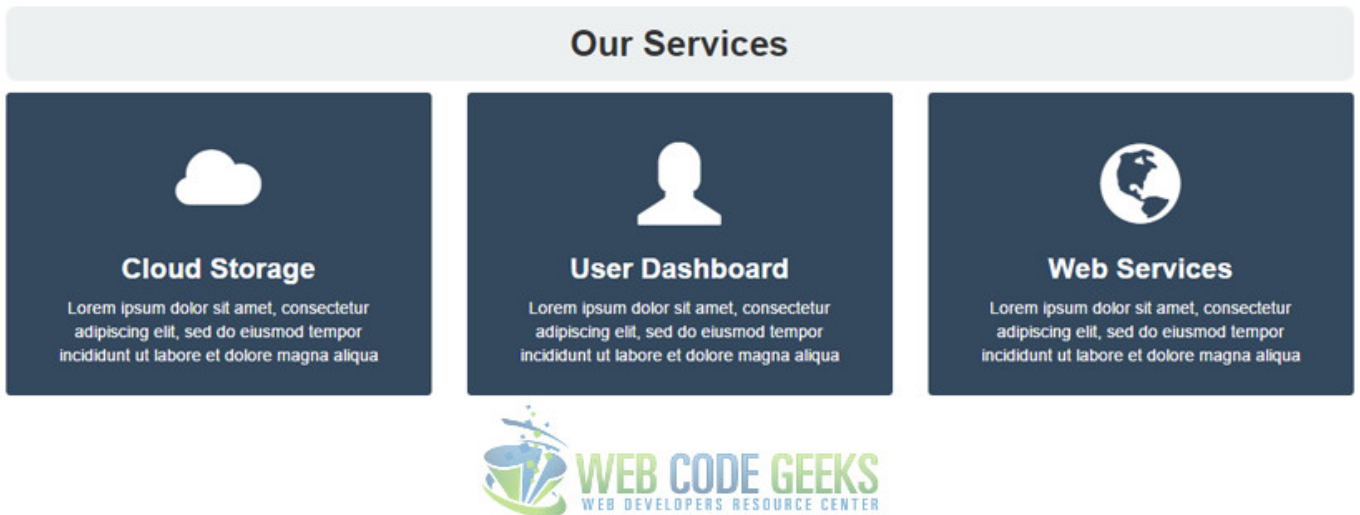 Our Services
Cloud Storage
Lorem ipsum dolor sit amet, consectetur
adipiscing elit, sed do eiusmod tempor
incididunt ut labore et dolore magna aliqua
User Dashboard
Lorem ipsum dolor sit amet, consectetur
adipiscing elit, sed do eiusmod tempor
incididunt ut labore et dolore magna aliqua
Web Services
Lorem ipsum dolor sit amet, consectetur
adipiscing elit, sed do eiusmod tempor
incididunt ut labore et dolore magna aliqua
WEB CODE GEEKS
WEB DEVELOPERS RESOURCE CENTER